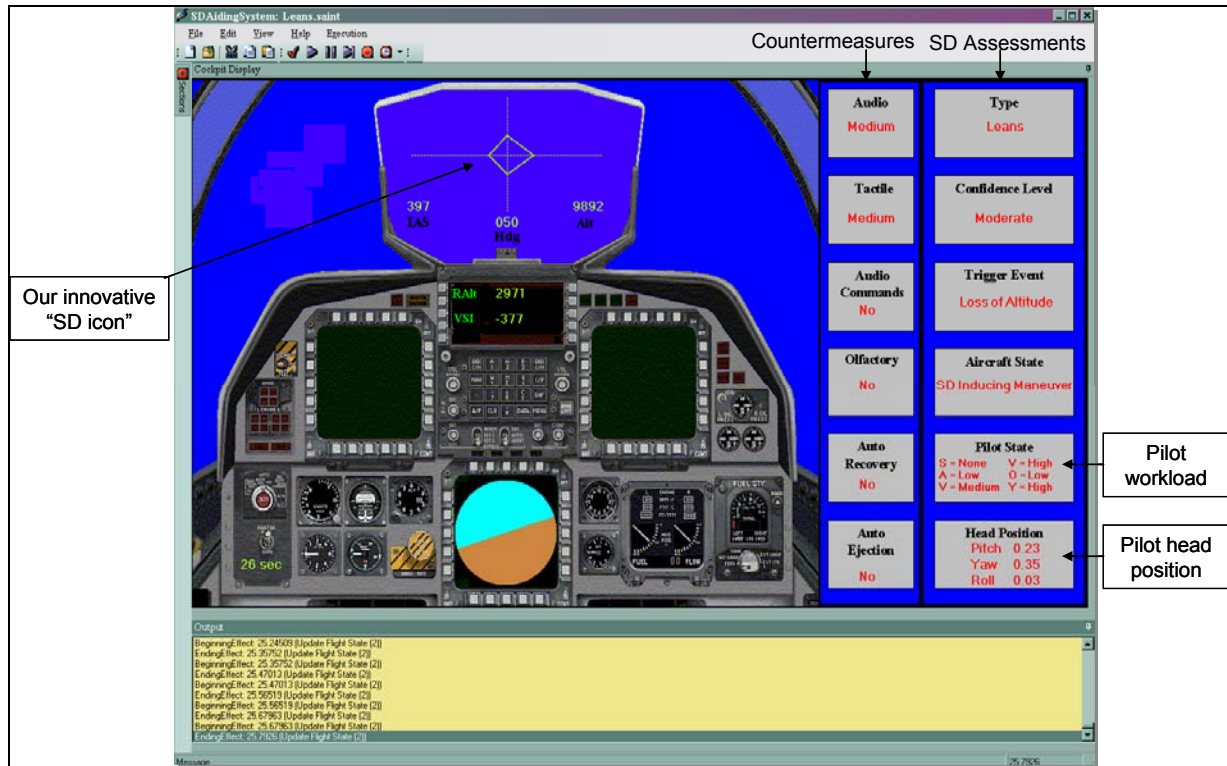 SDAidingSystem: Leans.saint
File Edit View Help Execution
Countermeasures SD Assessments
Cockpit Display
Sections
Audio
Medium
Type
Leans
Tactile
Medium
Confidence Level
Moderate
Audio
Commands
No
Trigger Event
Loss of Altitude
Olfactory
No
Aircraft State
SD Inducing Maneuver
Auto
Recovery
No
Pilot State
S = None V = High
A = Low O = Low
V = Medium Y = High
Auto
Ejection
No
Head Position
Pitch 0.23
Yaw 0.35
Roll 0.03
397
IAS
050
Hdg
9892
Alt
Our innovative
“SD icon”
RAlt 2971
VSI -377
Pilot
workload
Pilot head
position
FUEL QTY
FUEL FLOW
26 sec
Output
BeginningEffect: 25.24509 (Update Flight State (2))
EndingEffect: 25.35752 (Update Flight State (2))
BeginningEffect: 25.35752 (Update Flight State (2))
EndingEffect: 25.47013 (Update Flight State (2))
BeginningEffect: 25.47013 (Update Flight State (2))
EndingEffect: 25.56519 (Update Flight State (2))
BeginningEffect: 25.56519 (Update Flight State (2))
EndingEffect: 25.67963 (Update Flight State (2))
BeginningEffect: 25.67963 (Update Flight State (2))
EndingEffect: 25.7926 (Update Flight State (2))
Message 25.7926